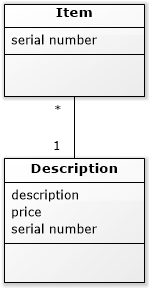 Item
serial number
*
1
Description
description
price
serial number